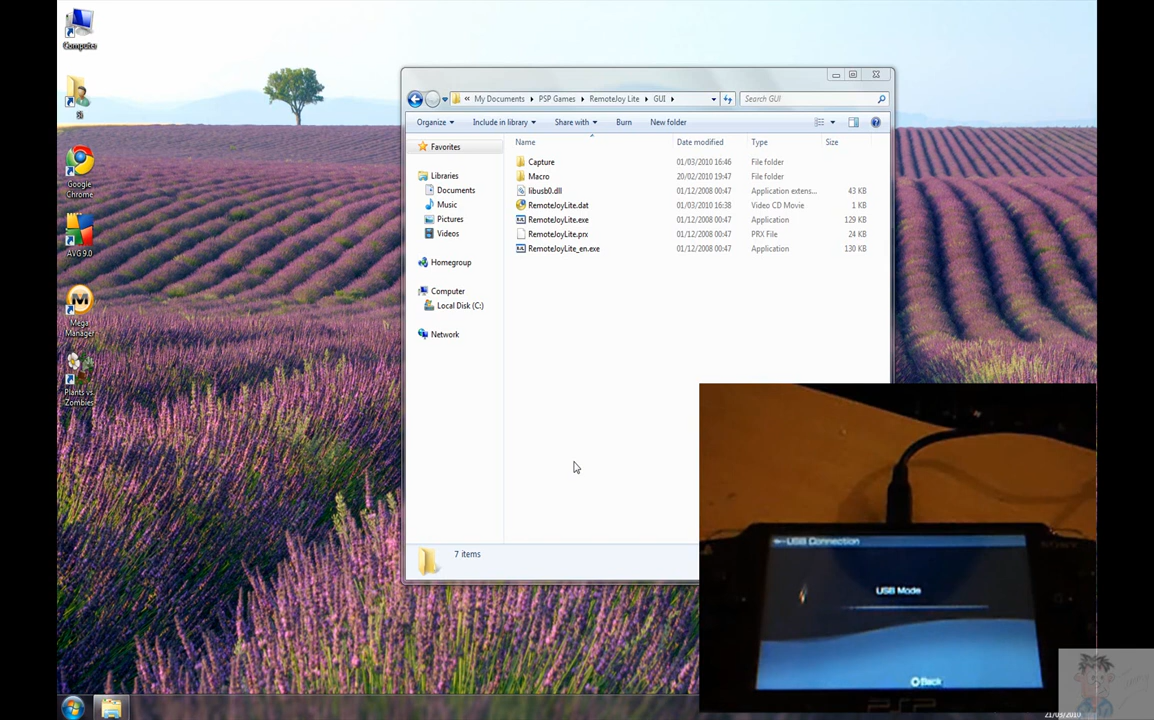 Computer
Si
Google
Chrome
AVG 9.0
Mega
Manager
Plants vs.
Zombies
« My Documents ▸ PSP Games ▸ RemoteJoy Lite ▸ GUI ▸
Search GUI
Organize Include in library Share with Burn New folder
Name Date modified Type Size
Favorites
Libraries
Documents
Music
Pictures
Videos
Homegroup
Computer
Local Disk (C:)
Network
Capture 01/03/2010 16:46 File folder
Macro 20/02/2010 19:47 File folder
libusb0.dll 01/12/2008 00:47 Application extens... 43 KB
RemoteJoyLite.dat 01/03/2010 16:38 Video CD Movie 1 KB
RemoteJoyLite.exe 01/12/2008 00:47 Application 129 KB
RemoteJoyLite.prx 01/12/2008 00:47 PRX File 24 KB
RemoteJoyLite_en.exe 01/12/2008 00:47 Application 130 KB
7 items
USB Connection
SONY
USB Mode
Back
PSP
21/03/2010